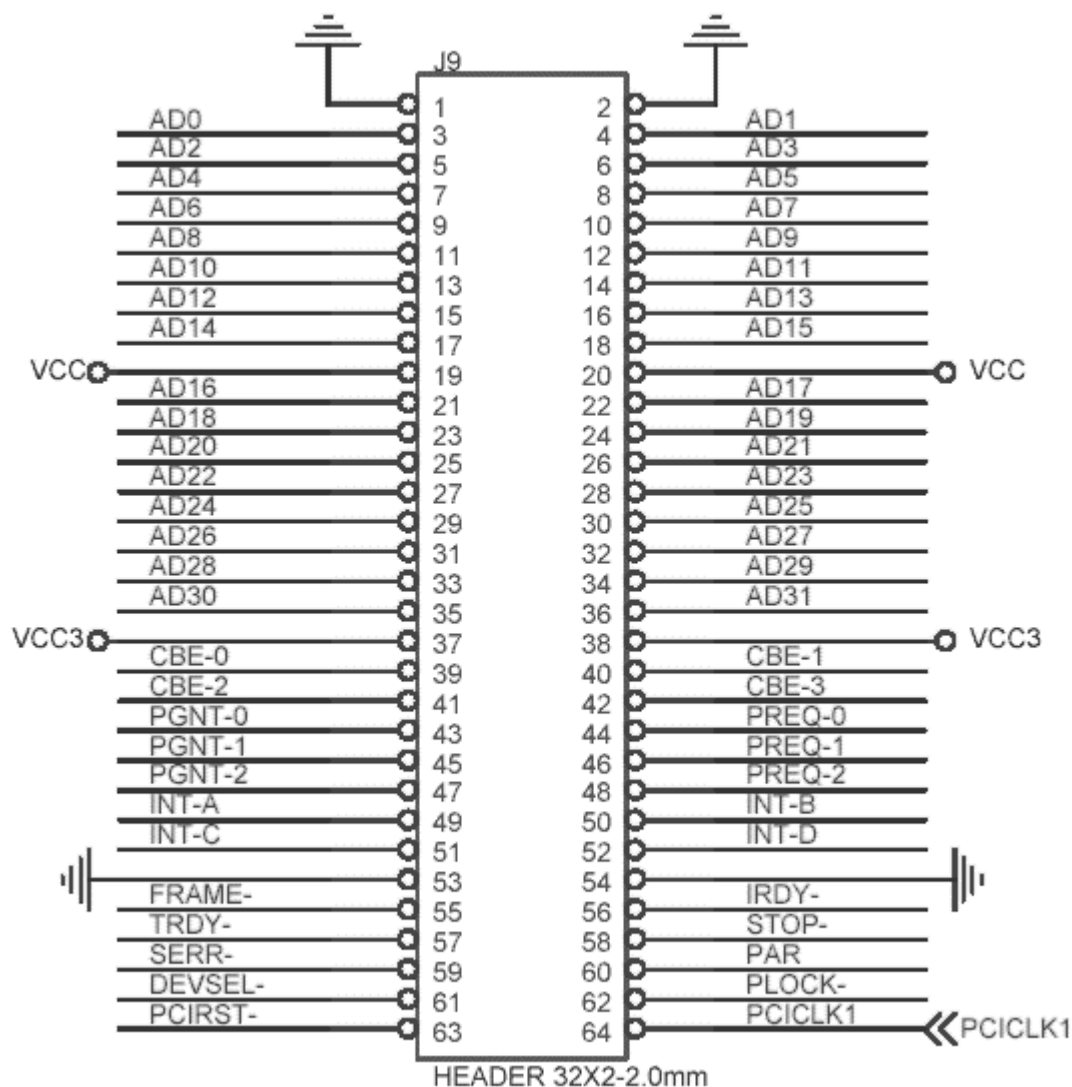 J9
1 2
AD0 3 4 AD1
AD2 5 6 AD3
AD4 7 8 AD5
AD6 9 10 AD7
AD8 11 12 AD9
AD10 13 14 AD11
AD12 15 16 AD13
AD14 17 18 AD15
VCC 19 20 VCC
AD16 21 22 AD17
AD18 23 24 AD19
AD20 25 26 AD21
AD22 27 28 AD23
AD24 29 30 AD25
AD26 31 32 AD27
AD28 33 34 AD29
AD30 35 36 AD31
VCC3 37 38 VCC3
CBE-0 39 40 CBE-1
CBE-2 41 42 CBE-3
PGNT-0 43 44 PREQ-0
PGNT-1 45 46 PREQ-1
PGNT-2 47 48 PREQ-2
INT-A 49 50 INT-B
INT-C 51 52 INT-D
53 54
FRAME- 55 56 IRDY-
TRDY- 57 58 STOP-
SERR- 59 60 PAR
DEVSEL- 61 62 PLOCK-
PCIRST- 63 64 PCICLK1 PCICLK1
HEADER 32X2-2.0mm